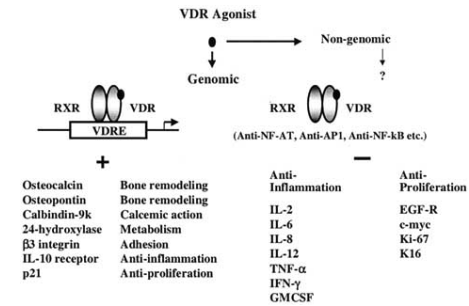 VDR Agonist
Non-genomic
Genomic
?
RXR VDR
VDRE
RXR VDR
(Anti-NF-AT, Anti-AP1, Anti-NF-kB etc.)
+
Osteocalcin Bone remodeling
Osteopontin Bone remodeling
Calbindin-9k Calcemic action
24-hydroxylase Metabolism
β3 integrin Adhesion
IL-10 receptor Anti-inflammation
p21 Anti-proliferation
−
Anti-
Inflammation
IL-2
IL-6
IL-8
IL-12
TNF-α
IFN-γ
GMCSF
Anti-
Proliferation
EGF-R
c-myc
Ki-67
K16